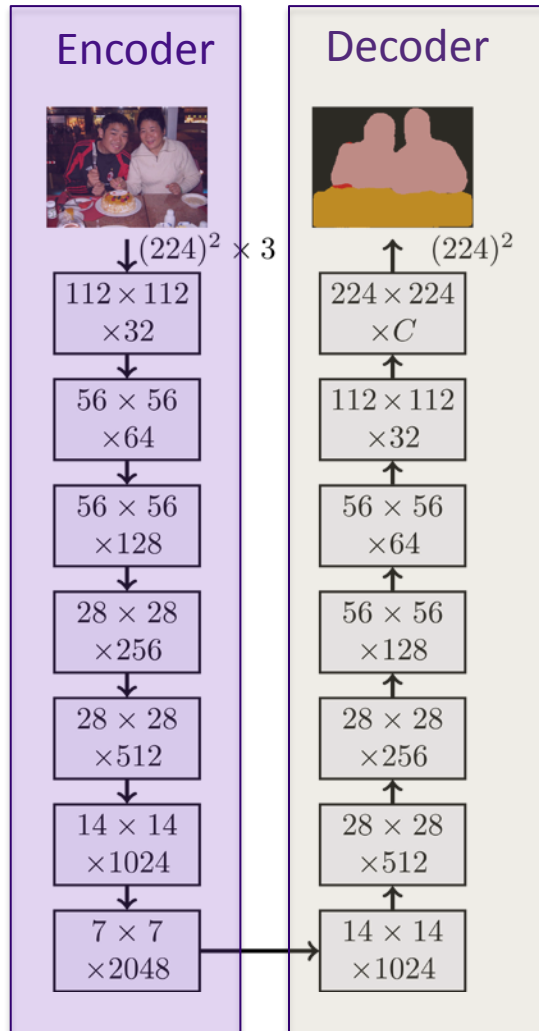 Encoder
(224)² × 3
112 × 112
×32
56 × 56
×64
56 × 56
×128
28 × 28
×256
28 × 28
×512
14 × 14
×1024
7 × 7
×2048
Decoder
(224)²
224 × 224
×C
112 × 112
×32
56 × 56
×64
56 × 56
×128
28 × 28
×256
28 × 28
×512
14 × 14
×1024